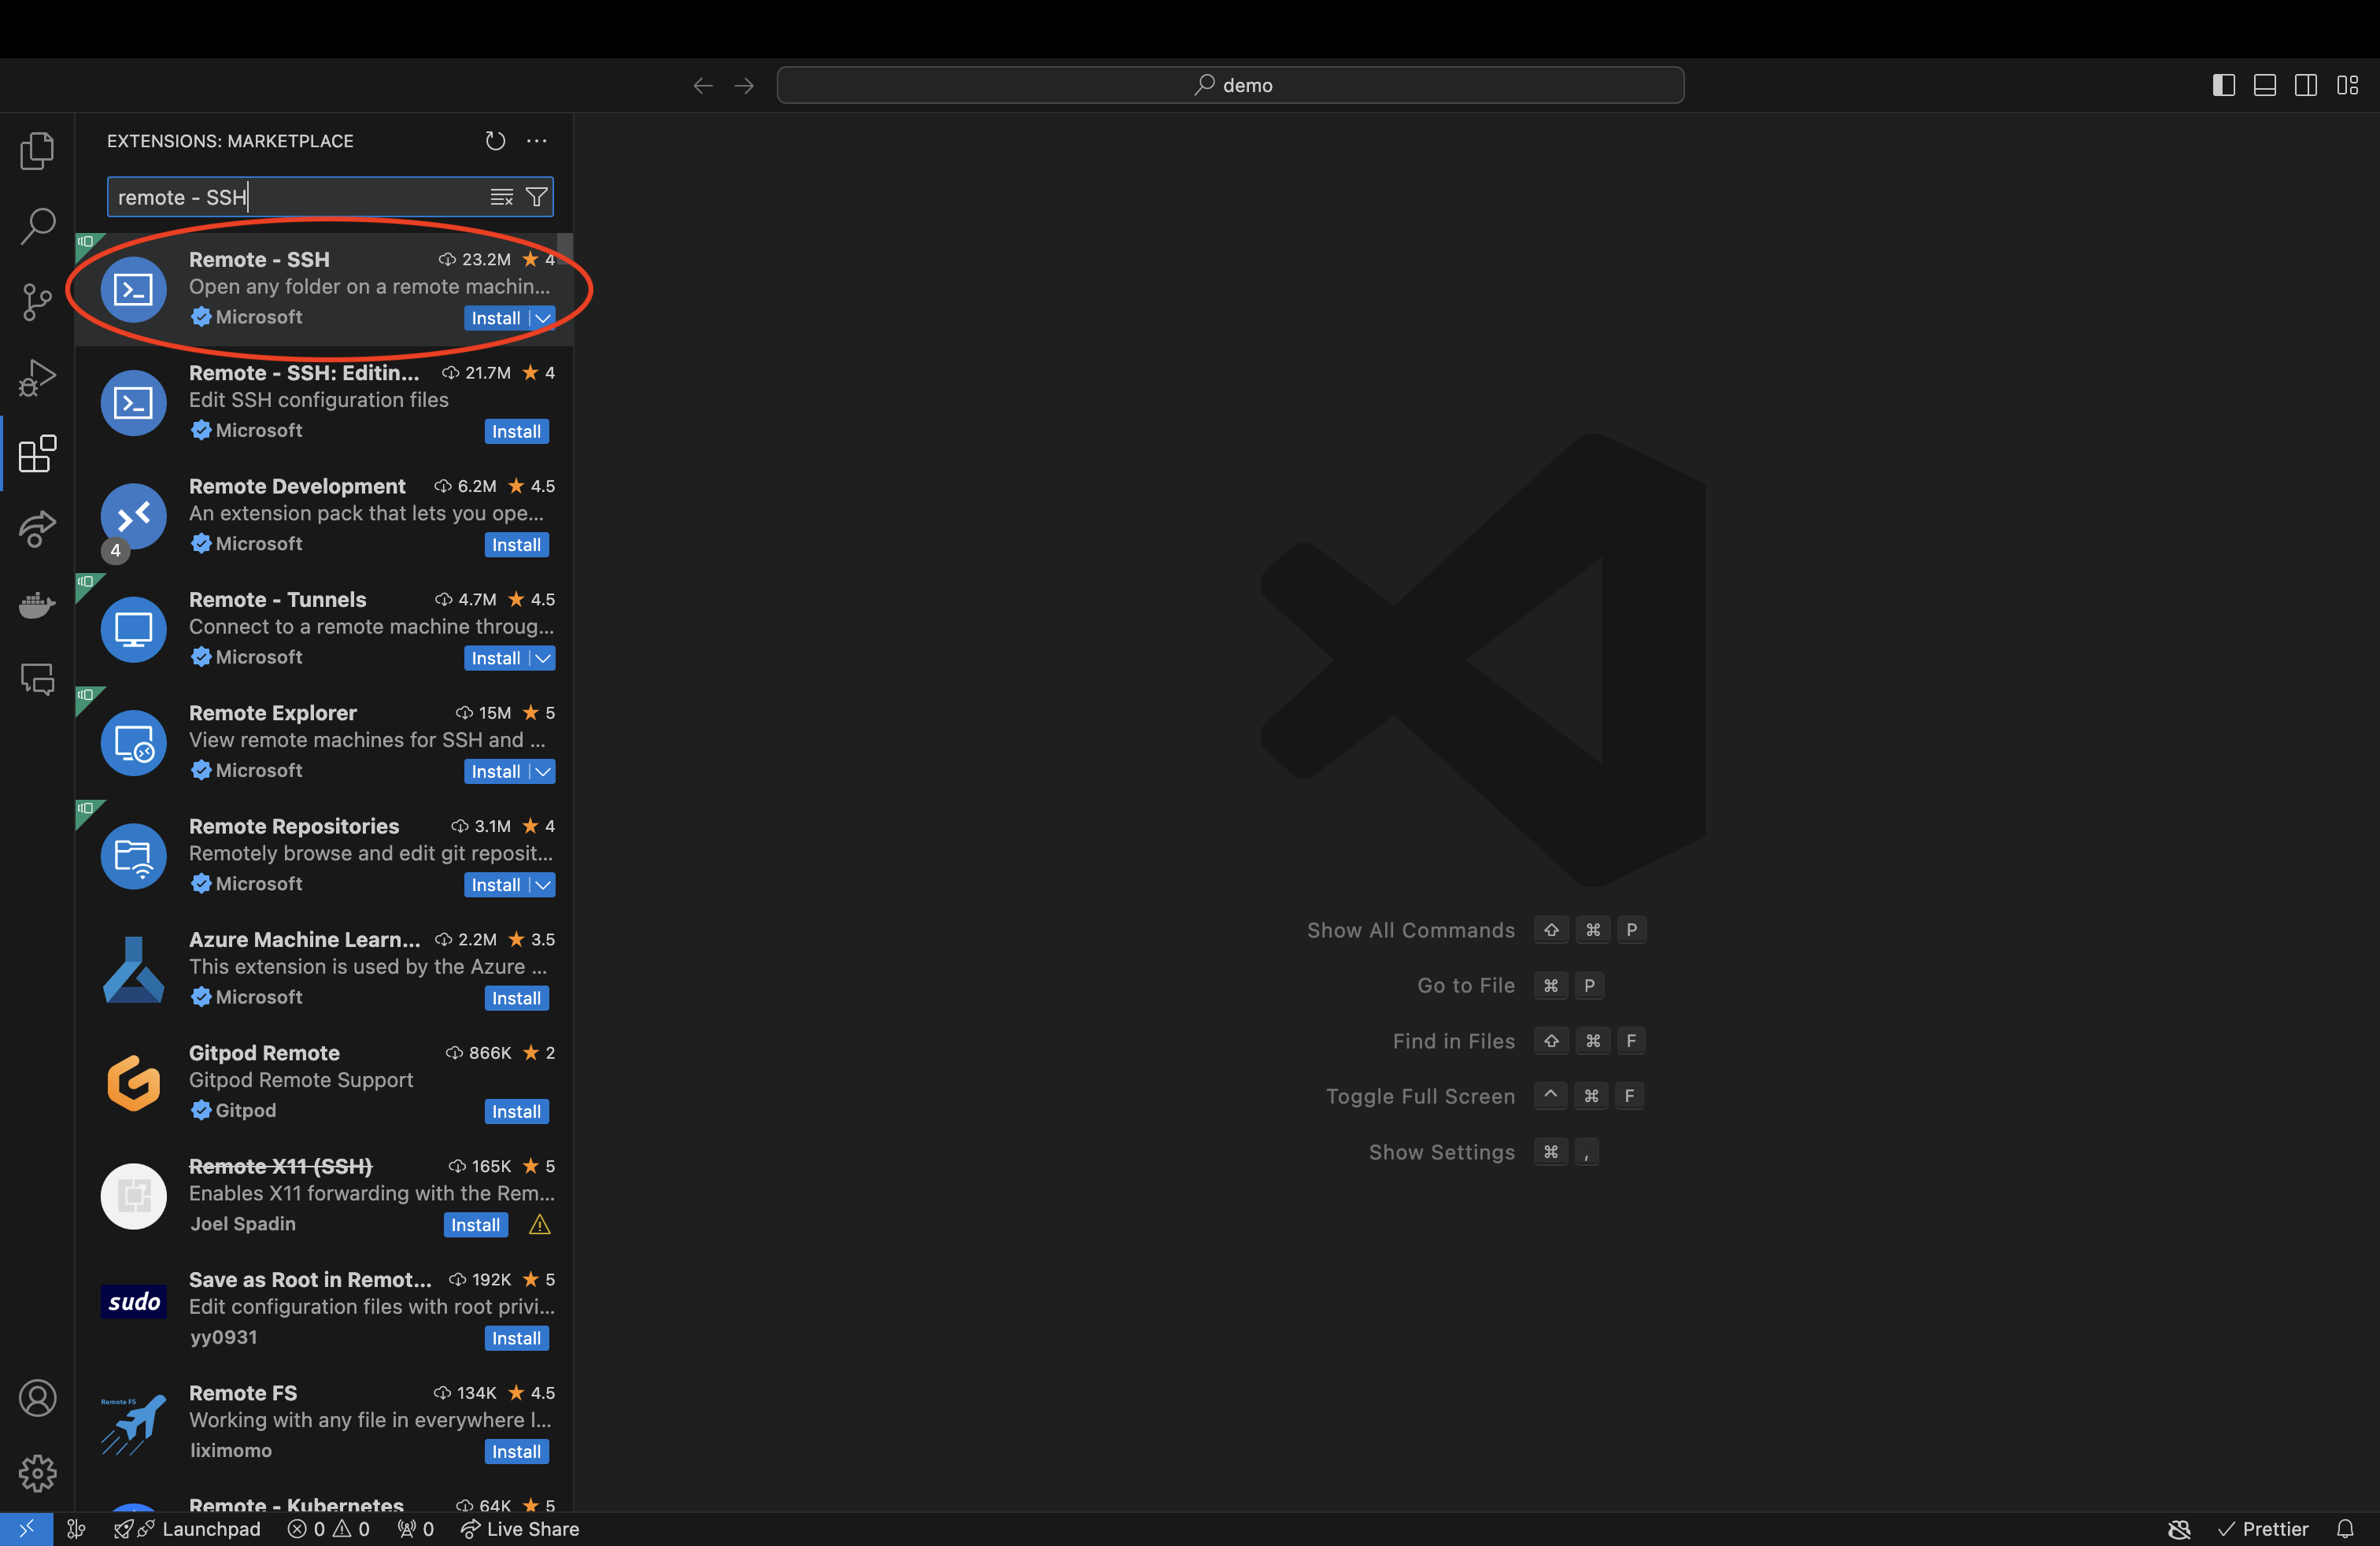 demo
EXTENSIONS: MARKETPLACE
remote - SSH
Remote - SSH 23.2M 4
Open any folder on a remote machin...
Microsoft Install
Remote - SSH: Editin... 21.7M 4
Edit SSH configuration files
Microsoft Install
Remote Development 6.2M 4.5
An extension pack that lets you ope...
4 Microsoft Install
Remote - Tunnels 4.7M 4.5
Connect to a remote machine throug...
Microsoft Install
Remote Explorer 15M 5
View remote machines for SSH and ...
Microsoft Install
Remote Repositories 3.1M 4
Remotely browse and edit git reposit...
Microsoft Install
Azure Machine Learn... 2.2M 3.5
This extension is used by the Azure ...
Microsoft Install
Gitpod Remote 866K 2
Gitpod Remote Support
Gitpod Install
Remote X11 (SSH) 165K 5
Enables X11 forwarding with the Rem...
Joel Spadin Install
Save as Root in Remot... 192K 5
sudo Edit configuration files with root privi...
yy0931 Install
Remote FS 134K 4.5
Remote FS Working with any file in everywhere I...
liximomo Install
Remote - Kubernetes 64K 5
Show All Commands ⇧ ⌘ P
Go to File ⌘ P
Find in Files ⇧ ⌘ F
Toggle Full Screen ^ ⌘ F
Show Settings ⌘ ,
Launchpad 0 0 0 Live Share Prettier